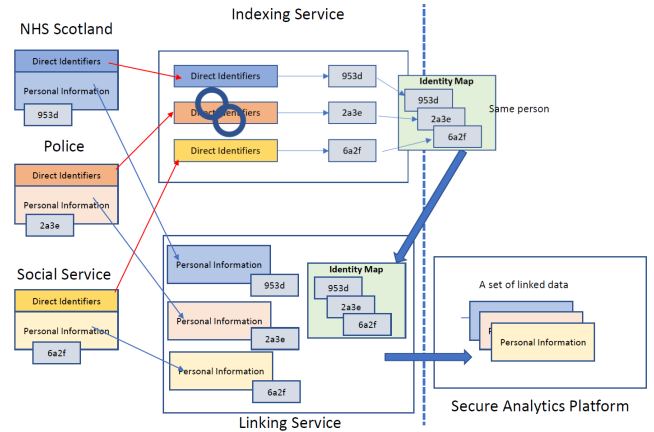 NHS Scotland
Direct Identifiers
Personal Information
953d
Police
Direct Identifiers
Personal Information
2a3e
Social Service
Direct Identifiers
Personal Information
6a2f
Indexing Service
Direct Identifiers
953d
Direct Identifiers
2a3e
Direct Identifiers
6a2f
Identity Map
953d
2a3e
6a2f
Same person
Personal Information
953d
Personal Information
2a3e
Personal Information
6a2f
Identity Map
953d
2a3e
6a2f
Linking Service
A set of linked data
Personal Information
Secure Analytics Platform